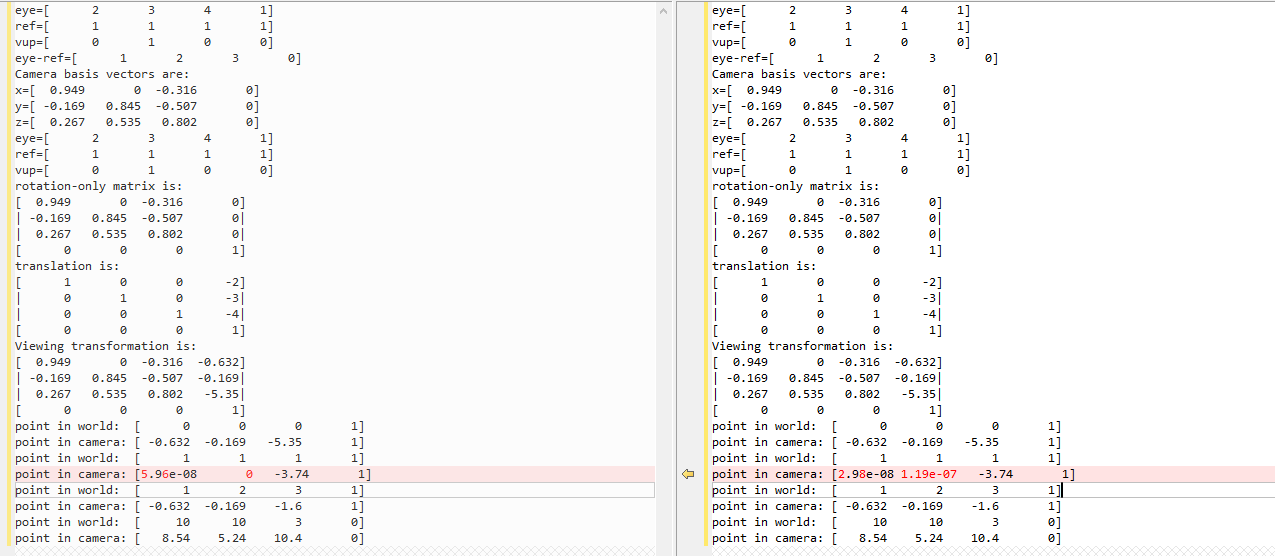 eye=[      2      3      4      1]
ref=[      1      1      1      1]
vup=[      0      1      0      0]
eye-ref=[      1      2      3      0]
Camera basis vectors are:
x=[  0.949      0 -0.316      0]
y=[ -0.169  0.845 -0.507      0]
z=[  0.267  0.535  0.802      0]
eye=[      2      3      4      1]
ref=[      1      1      1      1]
vup=[      0      1      0      0]
rotation-only matrix is:
[  0.949      0 -0.316      0]
| -0.169  0.845 -0.507      0|
|  0.267  0.535  0.802      0|
[      0      0      0      1]
translation is:
[      1      0      0     -2]
|      0      1      0     -3|
|      0      0      1     -4|
[      0      0      0      1]
Viewing transformation is:
[  0.949      0 -0.316 -0.632]
| -0.169  0.845 -0.507 -0.169|
|  0.267  0.535  0.802  -5.35|
[      0      0      0      1]
point in world:  [      0      0      0      1]
point in camera: [ -0.632 -0.169  -5.35      1]
point in world:  [      1      1      1      1]
point in camera: [5.96e-08      0  -3.74      1]
point in world:  [      1      2      3      1]
point in camera: [ -0.632 -0.169   -1.6      1]
point in world:  [     10     10      3      0]
point in camera: [   8.54   5.24   10.4      0]
eye=[      2      3      4      1]
ref=[      1      1      1      1]
vup=[      0      1      0      0]
eye-ref=[      1      2      3      0]
Camera basis vectors are:
x=[  0.949      0 -0.316      0]
y=[ -0.169  0.845 -0.507      0]
z=[  0.267  0.535  0.802      0]
eye=[      2      3      4      1]
ref=[      1      1      1      1]
vup=[      0      1      0      0]
rotation-only matrix is:
[  0.949      0 -0.316      0]
| -0.169  0.845 -0.507      0|
|  0.267  0.535  0.802      0|
[      0      0      0      1]
translation is:
[      1      0      0     -2]
|      0      1      0     -3|
|      0      0      1     -4|
[      0      0      0      1]
Viewing transformation is:
[  0.949      0 -0.316 -0.632]
| -0.169  0.845 -0.507 -0.169|
|  0.267  0.535  0.802  -5.35|
[      0      0      0      1]
point in world:  [      0      0      0      1]
point in camera: [ -0.632 -0.169  -5.35      1]
point in world:  [      1      1      1      1]
point in camera: [2.98e-08 1.19e-07  -3.74      1]
point in world:  [      1      2      3      1]
point in camera: [ -0.632 -0.169   -1.6      1]
point in world:  [     10     10      3      0]
point in camera: [   8.54   5.24   10.4      0]